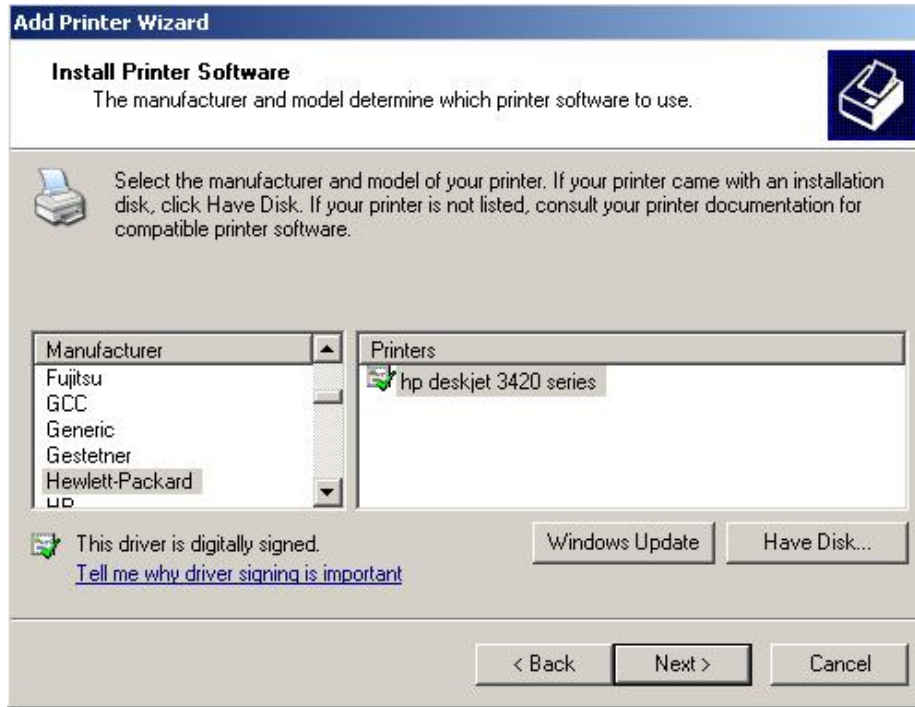 Add Printer Wizard
Install Printer Software
The manufacturer and model determine which printer software to use.
Select the manufacturer and model of your printer. If your printer came with an installation
disk, click Have Disk. If your printer is not listed, consult your printer documentation for
compatible printer software.
Manufacturer
Fujitsu
GCC
Generic
Gestetner
Hewlett-Packard
HP
Printers
hp deskjet 3420 series
This driver is digitally signed.
Tell me why driver signing is important
Windows Update
Have Disk...
< Back
Next >
Cancel